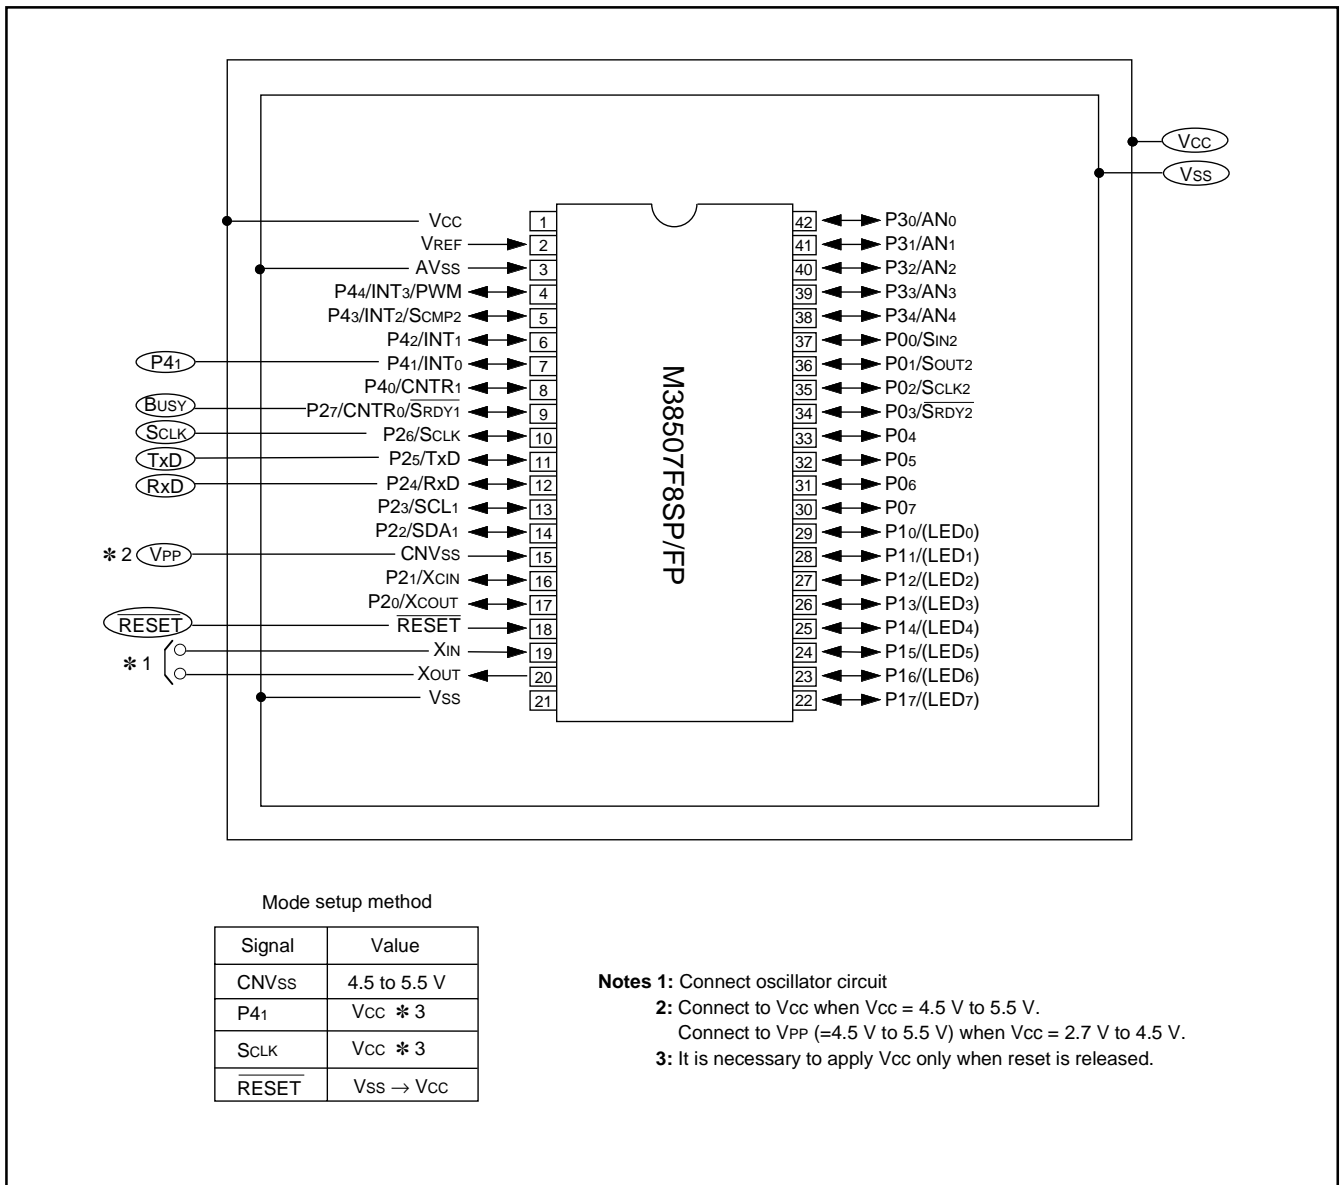 Vcc
Vss
Vcc 1
VREF 2
AVss 3
P44/INT3/PWM 4
P43/INT2/SCMP2 5
P42/INT1 6
P41 P41/INT0 7
P40/CNTR1 8
BUSY P27/CNTR0/SRDY1 9
SCLK P26/SCLK 10
TxD P25/TxD 11
RxD P24/RxD 12
P23/SCL1 13
P22/SDA1 14
✻2 VPP CNVss 15
P21/XCIN 16
P20/XCOUT 17
RESET RESET 18
✻1 XIN 19
XOUT 20
Vss 21
M38507F8SP/FP
42 P30/AN0
41 P31/AN1
40 P32/AN2
39 P33/AN3
38 P34/AN4
37 P00/SIN2
36 P01/SOUT2
35 P02/SCLK2
34 P03/SRDY2
33 P04
32 P05
31 P06
30 P07
29 P10/(LED0)
28 P11/(LED1)
27 P12/(LED2)
26 P13/(LED3)
25 P14/(LED4)
24 P15/(LED5)
23 P16/(LED6)
22 P17/(LED7)
Mode setup method
Signal Value
CNVss 4.5 to 5.5 V
P41 Vcc ✻3
SCLK Vcc ✻3
RESET Vss → Vcc
Notes 1: Connect oscillator circuit
2: Connect to Vcc when Vcc = 4.5 V to 5.5 V.
Connect to VPP (=4.5 V to 5.5 V) when Vcc = 2.7 V to 4.5 V.
3: It is necessary to apply Vcc only when reset is released.